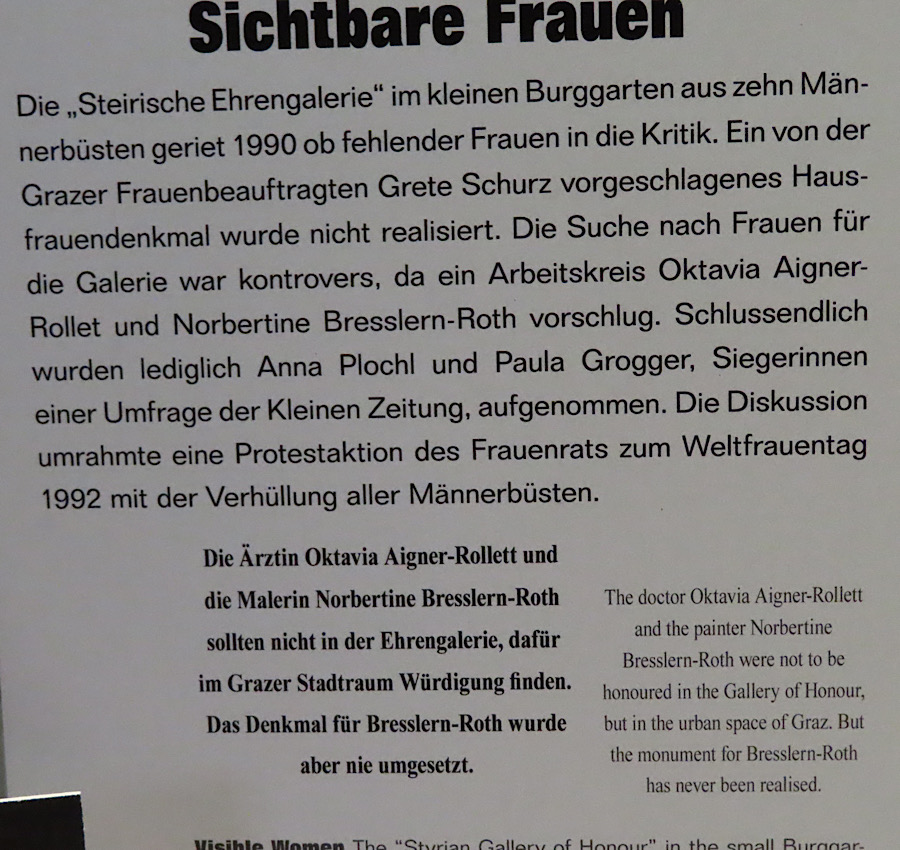 Sichtbare Frauen
Die „Steirische Ehrengalerie“ im kleinen Burggarten aus zehn Män-
nerbüsten geriet 1990 ob fehlender Frauen in die Kritik. Ein von der
Grazer Frauenbeauftragten Grete Schurz vorgeschlagenes Haus-
frauendenkmal wurde nicht realisiert. Die Suche nach Frauen für
die Galerie war kontrovers, da ein Arbeitskreis Oktavia Aigner-
Rollet und Norbertine Bresslern-Roth vorschlug. Schlussendlich
wurden lediglich Anna Plochl und Paula Grogger, Siegerinnen
einer Umfrage der Kleinen Zeitung, aufgenommen. Die Diskussion
umrahmte eine Protestaktion des Frauenrats zum Weltfrauentag
1992 mit der Verhüllung aller Männerbüsten.
Die Ärztin Oktavia Aigner-Rollett und
die Malerin Norbertine Bresslern-Roth
sollten nicht in der Ehrengalerie, dafür
im Grazer Stadtraum Würdigung finden.
Das Denkmal für Bresslern-Roth wurde
aber nie umgesetzt.
The doctor Oktavia Aigner-Rollett
and the painter Norbertine
Bresslern-Roth were not to be
honoured in the Gallery of Honour,
but in the urban space of Graz. But
the monument for Bresslern-Roth
has never been realised.
Visible Women The “Styrian Gallery of Honour” in the small Burggar-